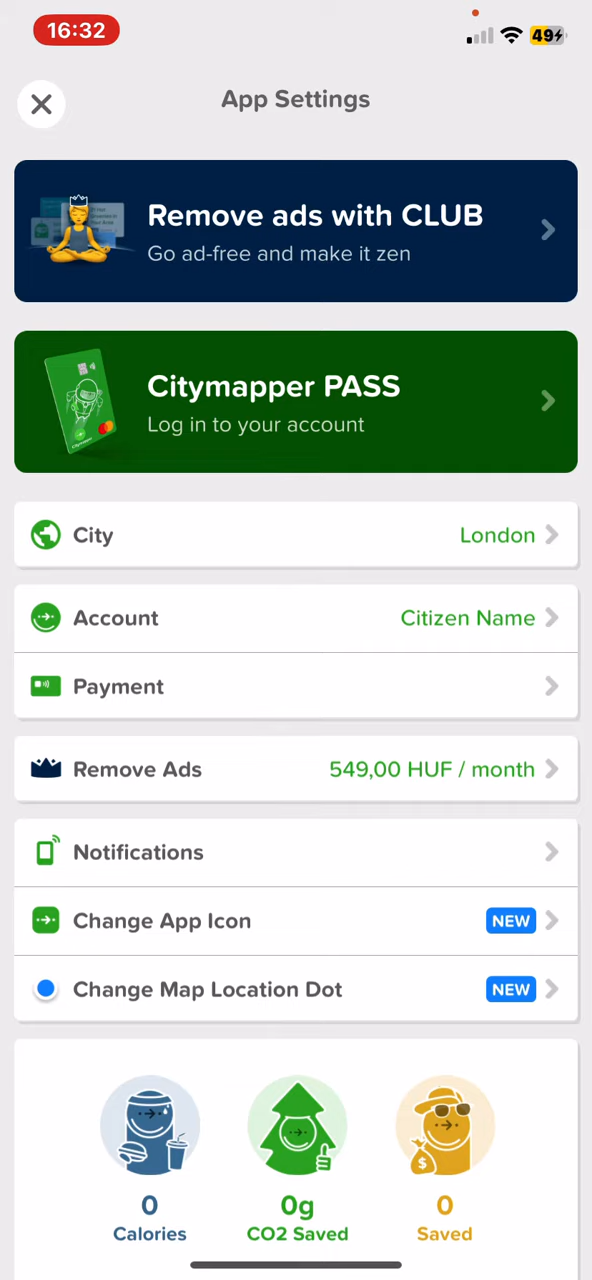 16:32
49
App Settings
Remove ads with CLUB
Go ad-free and make it zen
Citymapper PASS
Log in to your account
City
London
Account
Citizen Name
Payment
Remove Ads
549,00 HUF / month
Notifications
Change App Icon
NEW
Change Map Location Dot
NEW
$
0
0g
0
Calories
CO2 Saved
Saved